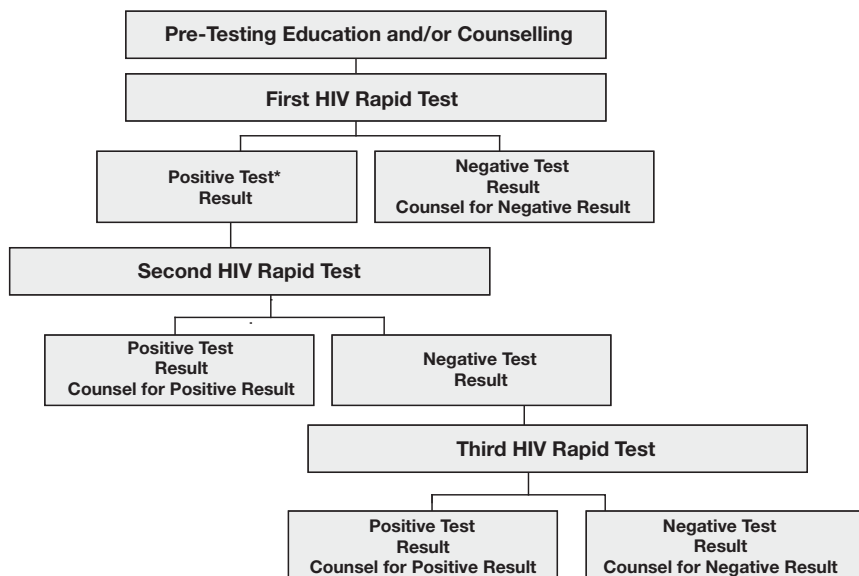 Pre-Testing Education and/or Counselling
First HIV Rapid Test
Positive Test*
Result
Negative Test
Result
Counsel for Negative Result
Second HIV Rapid Test
Positive Test
Result
Counsel for Positive Result
Negative Test
Result
Third HIV Rapid Test
Positive Test
Result
Counsel for Positive Result
Negative Test
Result
Counsel for Negative Result